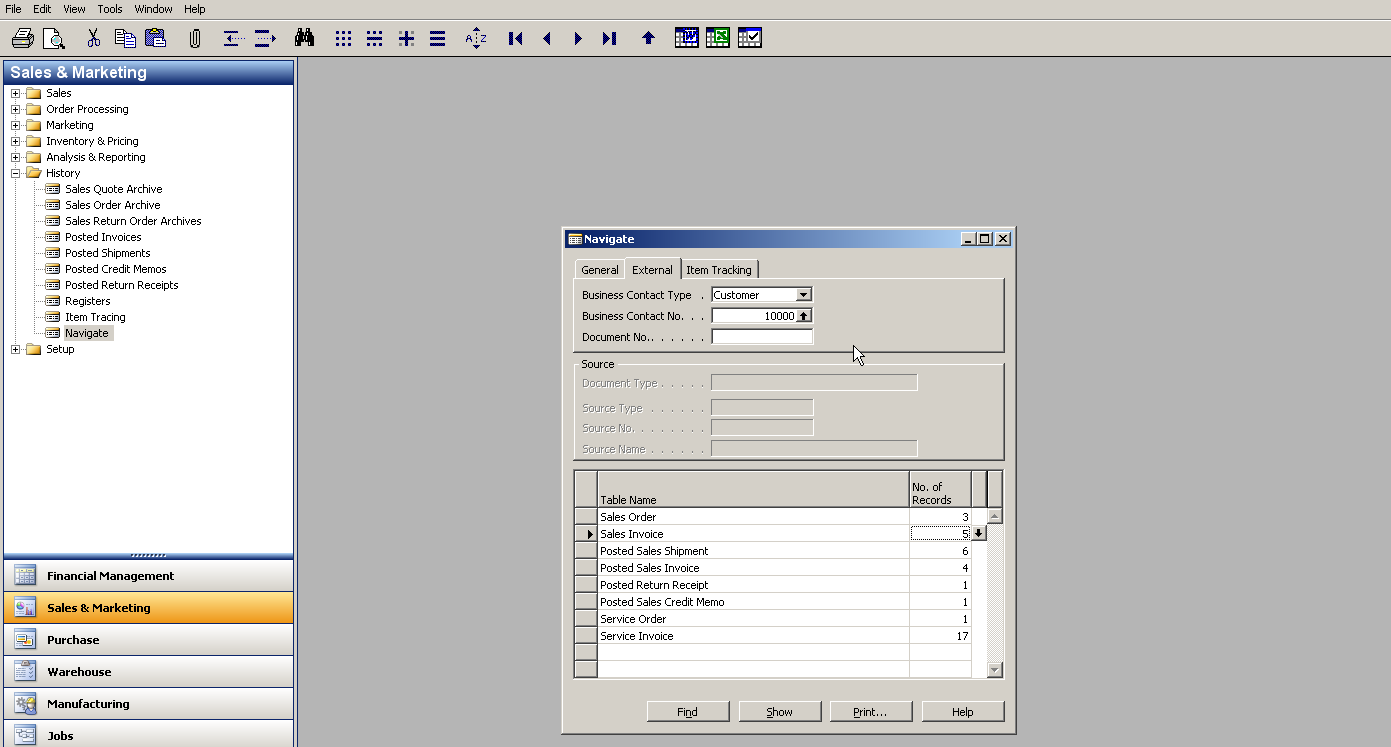 File Edit View Tools Window Help
Sales & Marketing
Sales
Order Processing
Marketing
Inventory & Pricing
Analysis & Reporting
History
Sales Quote Archive
Sales Order Archive
Sales Return Order Archives
Posted Invoices
Posted Shipments
Posted Credit Memos
Posted Return Receipts
Registers
Item Tracing
Navigate
Setup
Financial Management
Sales & Marketing
Purchase
Warehouse
Manufacturing
Jobs
Navigate
General External Item Tracking
Business Contact Type . Customer
Business Contact No. . . 10000
Document No.. . . . . .
Source
Document Type . . . . .
Source Type . . . . . .
Source No. . . . . . . .
Source Name . . . . . .
Table Name No. of Records
Sales Order 3
Sales Invoice 5
Posted Sales Shipment 6
Posted Sales Invoice 4
Posted Return Receipt 1
Posted Sales Credit Memo 1
Service Order 1
Service Invoice 17
Find Show Print... Help